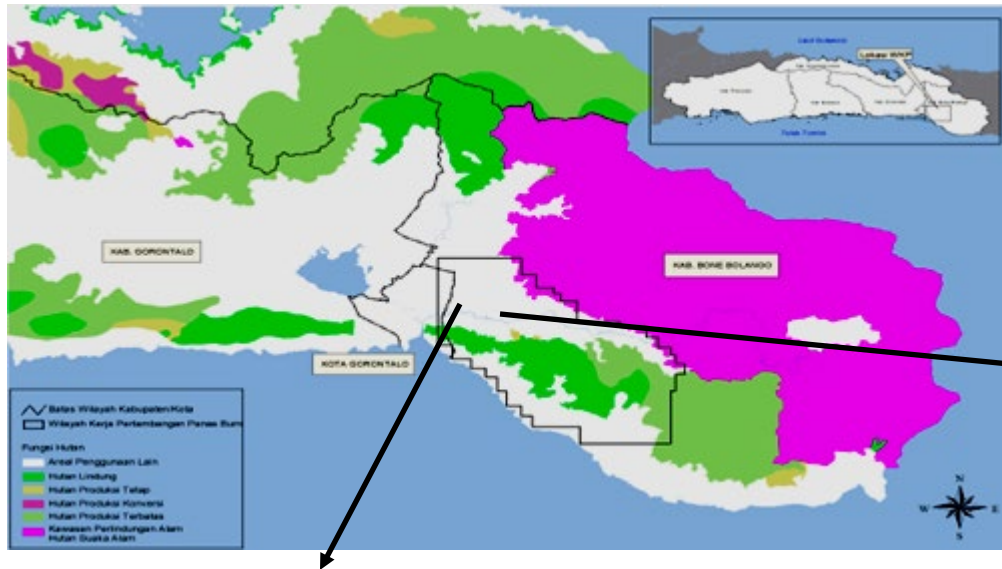 Laut Sulawesi
Lokasi WKP
Teluk Tomini
KAB. GORONTALO
KAB. BONE BOLANGO
KOTA GORONTALO
Batas Wilayah Kabupaten/Kota
Wilayah Kerja Pertambangan Panas Bumi
Fungsi Hutan
Areal Penggunaan Lain
Hutan Lindung
Hutan Produksi Tetap
Hutan Produksi Konversi
Hutan Produksi Terbatas
Kawasan Perlindungan Alam
Hutan Suaka Alam
N
W E
S